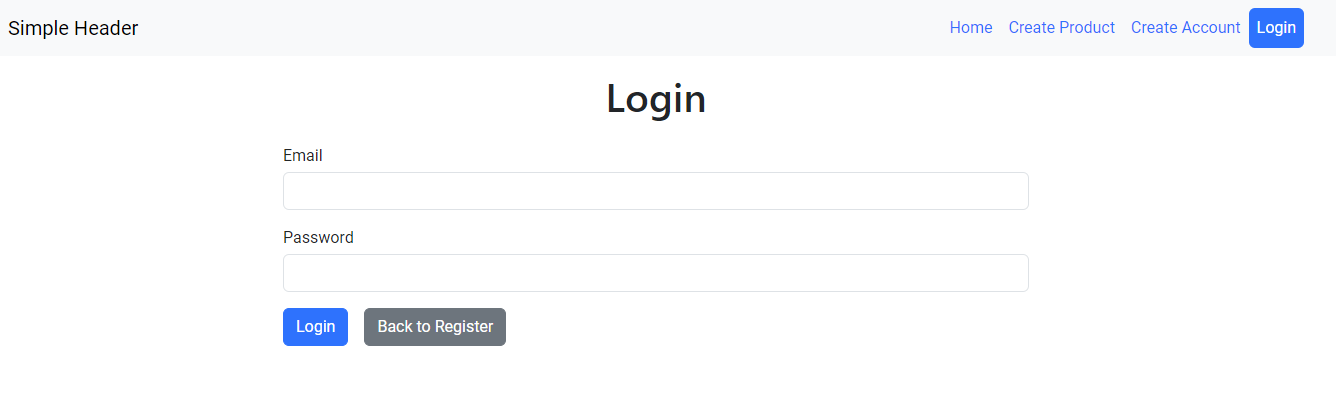 Simple Header Home Create Product Create Account Login
Login
Email
Password
Login Back to Register